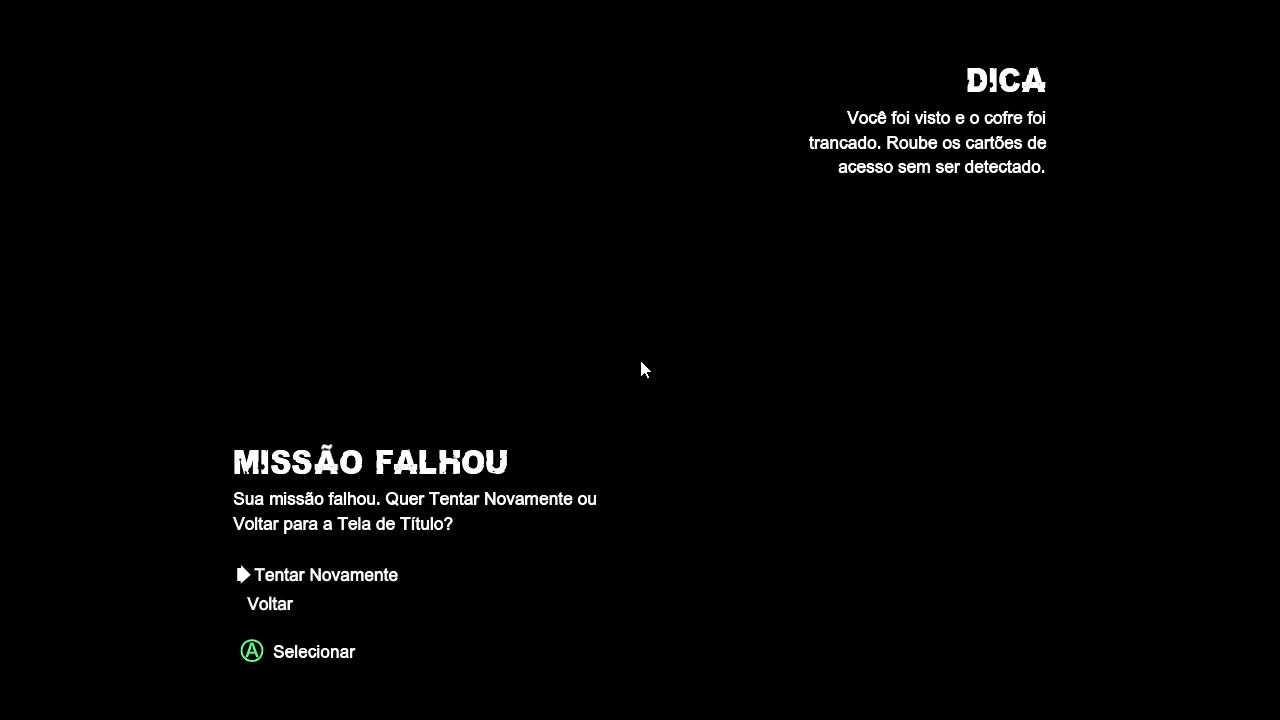 DICA
Você foi visto e o cofre foi
trancado. Roube os cartões de
acesso sem ser detectado.
MISSÃO FALHOU
Sua missão falhou. Quer Tentar Novamente ou
Voltar para a Tela de Título?
Tentar Novamente
Voltar
A Selecionar